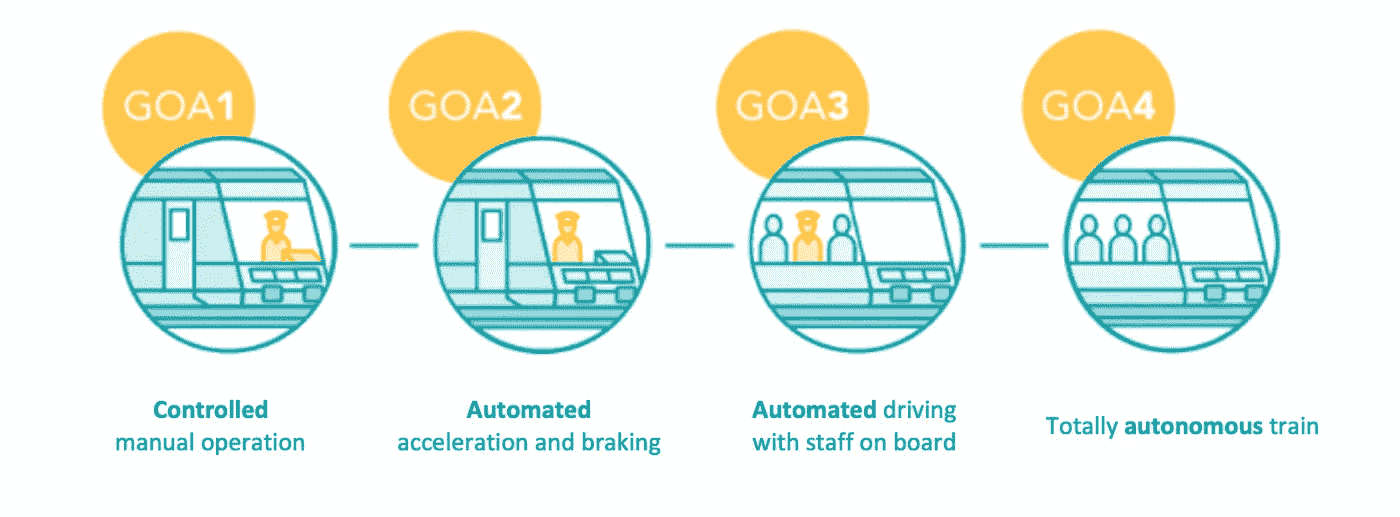 GOA1
GOA2
GOA3
GOA4
Controlled
manual operation
Automated
acceleration and braking
Automated driving
with staff on board
Totally autonomous train